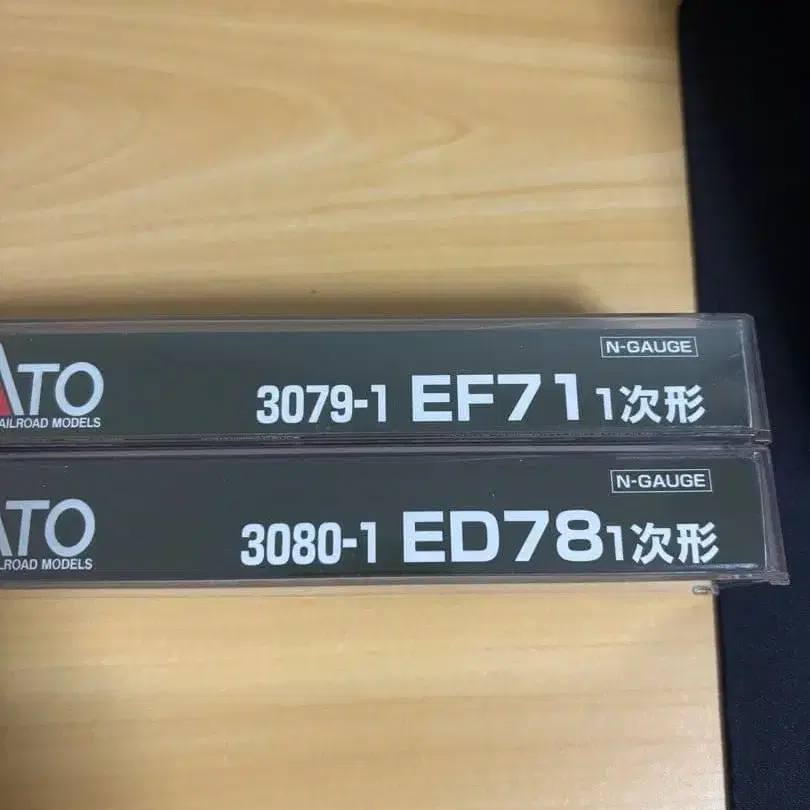 N-GAUGE
ATO 3079-1 EF71 1次形
AILROAD MODELS
N-GAUGE
ATO 3080-1 ED78 1次形
LROAD MODELS